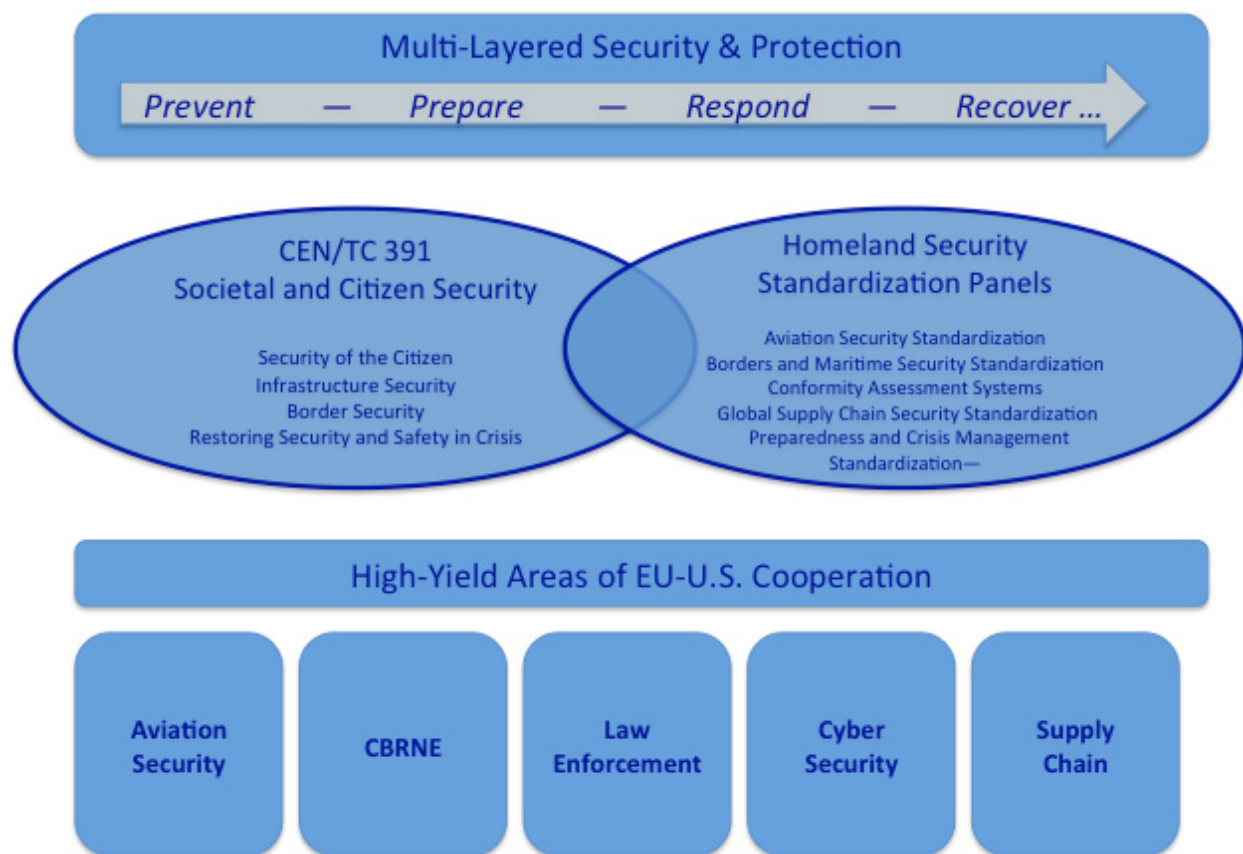 Multi-Layered Security & Protection
Prevent — Prepare — Respond — Recover ...
CEN/TC 391
Societal and Citizen Security
Security of the Citizen
Infrastructure Security
Border Security
Restoring Security and Safety in Crisis
Homeland Security
Standardization Panels
Aviation Security Standardization
Borders and Maritime Security Standardization
Conformity Assessment Systems
Global Supply Chain Security Standardization
Preparedness and Crisis Management
Standardization—
High-Yield Areas of EU-U.S. Cooperation
Aviation
Security
CBRNE
Law
Enforcement
Cyber
Security
Supply
Chain